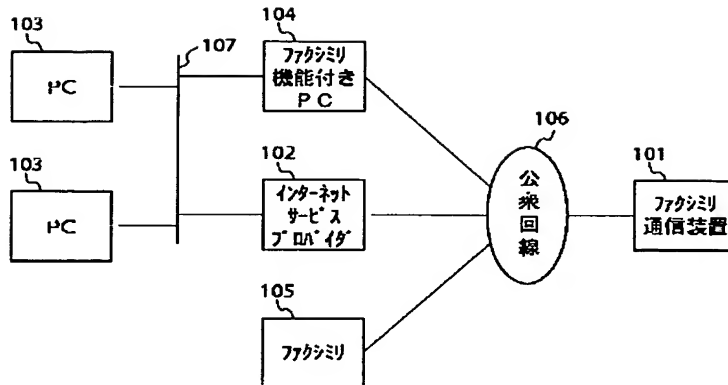 103
PC
107
104
ファクシミリ
機能付き
PC
103
PC
102
インターネット
サービス
プロバイダ
106
公衆回線
101
ファクシミリ
通信装置
105
ファクシミリ